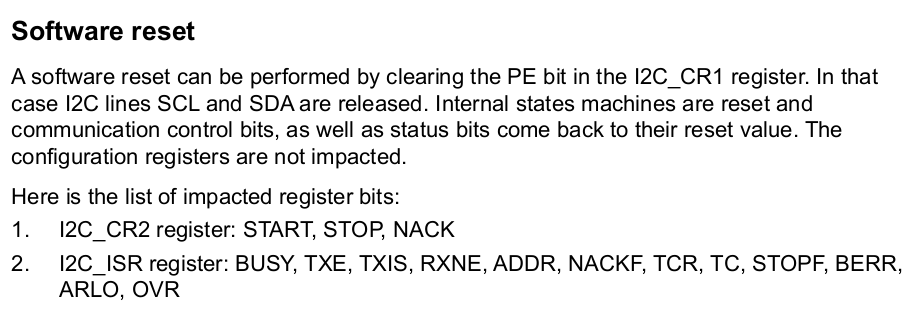 Software reset
A software reset can be performed by clearing the PE bit in the I2C_CR1 register. In that
case I2C lines SCL and SDA are released. Internal states machines are reset and
communication control bits, as well as status bits come back to their reset value. The
configuration registers are not impacted.
Here is the list of impacted register bits:
1. I2C_CR2 register: START, STOP, NACK
2. I2C_ISR register: BUSY, TXE, TXIS, RXNE, ADDR, NACKF, TCR, TC, STOPF, BERR,
ARLO, OVR